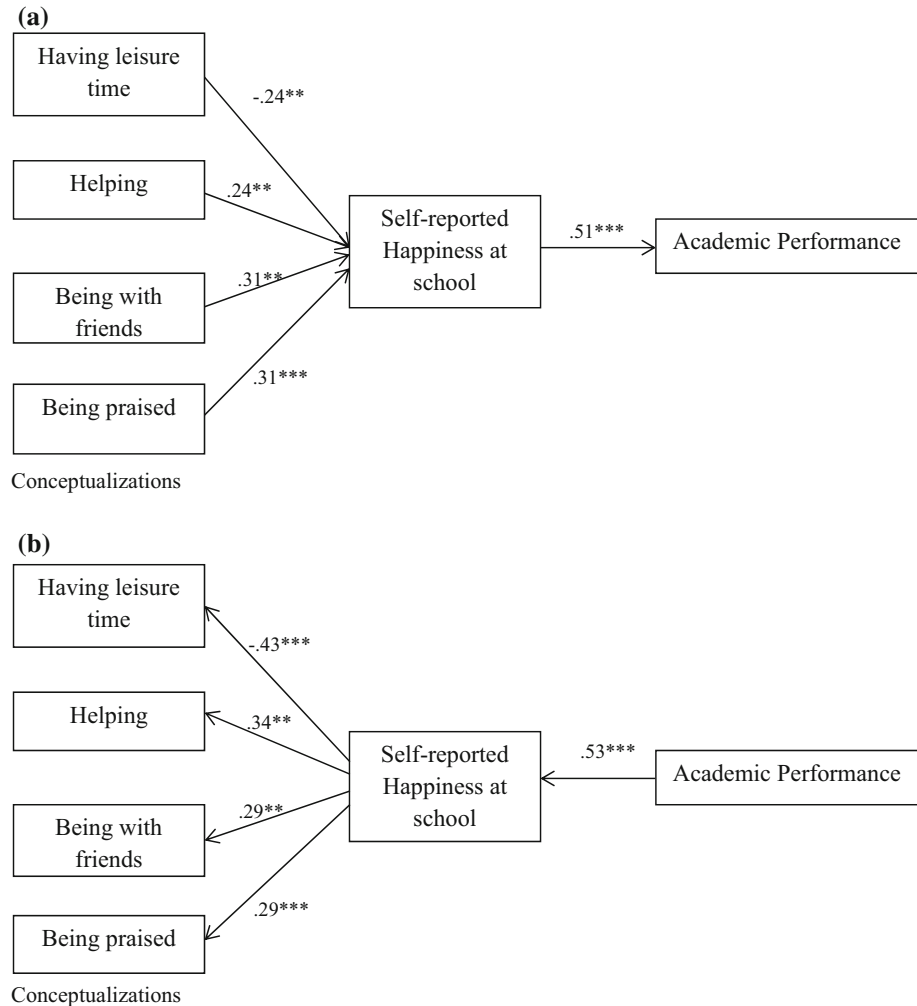 (a)
Having leisure
time
-.24**
Helping
.24**
Self-reported
Happiness at
school
.51***
Academic Performance
Being with
friends
.31**
Being praised
.31***
Conceptualizations
(b)
Having leisure
time
-.43***
Helping
.34**
Self-reported
Happiness at
school
.53***
Academic Performance
Being with
friends
.29**
Being praised
.29***
Conceptualizations